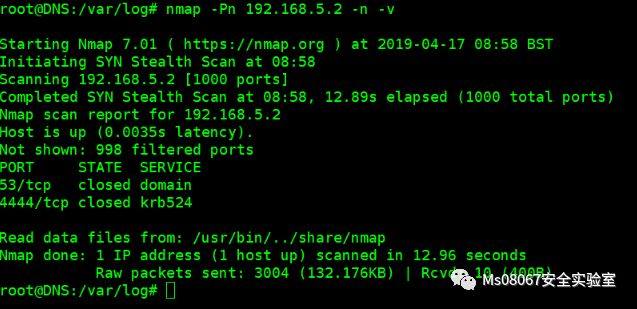 root@DNS:/var/log# nmap -Pn 192.168.5.2 -n -v
Starting Nmap 7.01 ( https://nmap.org ) at 2019-04-17 08:58 BST
Initiating SYN Stealth Scan at 08:58
Scanning 192.168.5.2 [1000 ports]
Completed SYN Stealth Scan at 08:58, 12.89s elapsed (1000 total ports)
Nmap scan report for 192.168.5.2
Host is up (0.0035s latency).
Not shown: 998 filtered ports
PORT     STATE  SERVICE
53/tcp   closed domain
4444/tcp closed krb524
Read data files from: /usr/bin/../share/nmap
Nmap done: 1 IP address (1 host up) scanned in 12.96 seconds
Raw packets sent: 3004 (132.176KB) | Rcvd: 10 (400B)
Ms08067安全实验室
root@DNS:/var/log#